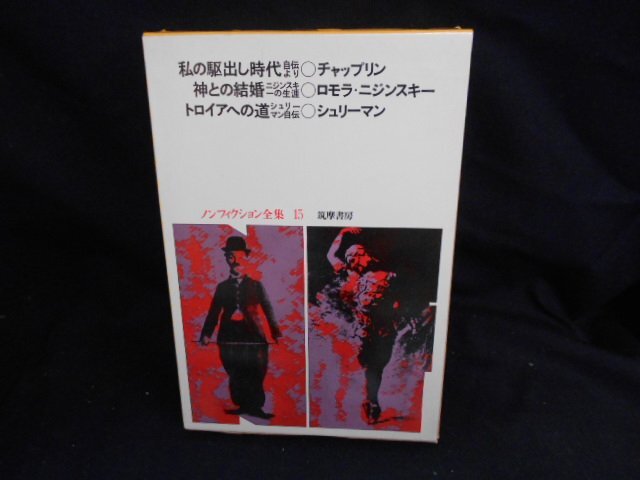 私の駆出し時代自伝より○チャップリン
神との結婚ニジンスキーの生涯○ロモラ・ニジンスキー
トロイアへの道シュリーマン自伝○シュリーマン
ノンフィクション全集 15 筑摩書房